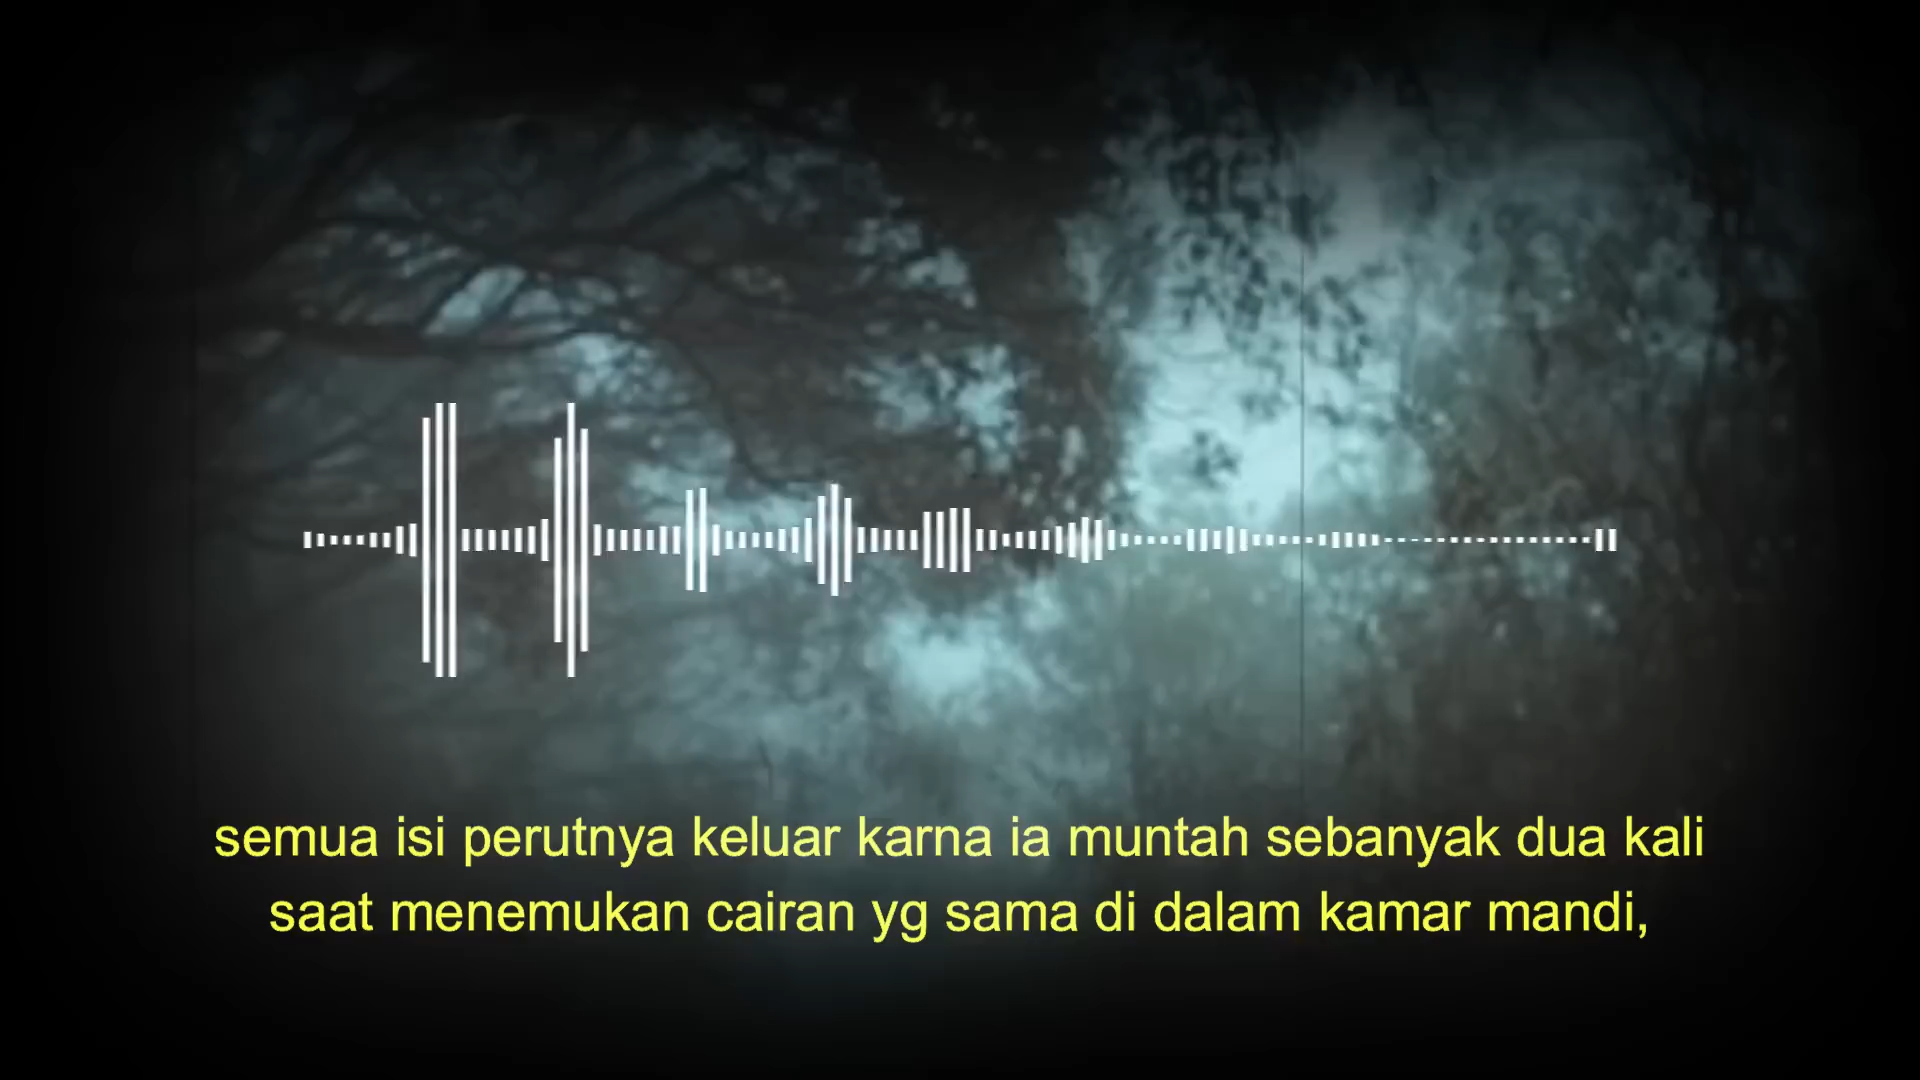 semua isi perutnya keluar karna ia muntah sebanyak dua kali
saat menemukan cairan yg sama di dalam kamar mandi,